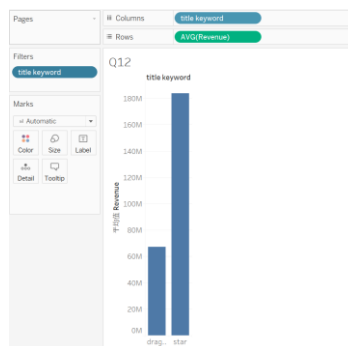 Pages
Columns
title keyword
Rows
AVG(Revenue)
Filters
title keyword
Marks
Automatic
Color
Size
Label
Detail
Tooltip
Q12
title keyword
180M
160M
140M
120M
100M
80M
60M
40M
20M
0M
平均值 Revenue
drag..
star